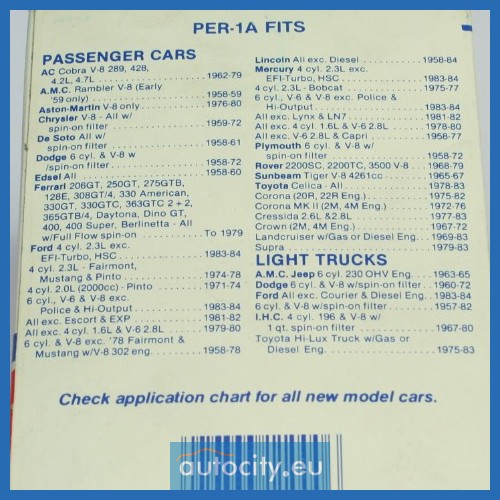 PER-1A FITS
PASSENGER CARS
AC Cobra V-8 289, 428,
4.2L, 4.7L 1962-79
A.M.C. Rambler V-8 (Early
'59 only) 1958-59
Aston-Martin V-8 only 1976-80
Chrysler V-8 - All w/
spin-on filter 1959-72
De Soto All w/
spin-on filter 1958-61
Dodge 6 cyl. & V-8 w
/spin-on filter 1958-72
Edsel All 1958-60
Ferrari 206GT, 250GT, 275GTB,
128E, 308GT/4, 330 American,
330GT, 330GTC, 363GTC 2+2,
365GTB/4, Daytona, Dino GT,
400, 400 Super, Berlinetta - All
w/Full Flow spin-on To 1979
Ford 4 cyl. 2.3L exc.
EFI-Turbo, HSC 1983-84
4 cyl. 2.3L - Fairmont,
Mustang & Pinto 1974-78
4 cyl. 2.0L (2000cc) - Pinto 1971-74
6 cyl., V-6 & V-8 exc.
Police & Hi-Output 1983-84
All exc. Escort & EXP 1981-82
All exc. 4 cyl. 1.6L & V-6 2.8L 1979-80
6 cyl. & V-8 exc. '78 Fairmont &
Mustang w/V-8 302 eng. 1958-78
Lincoln All exc. Diesel 1958-84
Mercury 4 cyl. 2.3L exc.
EFI-Turbo, HSC 1983-84
4 cyl. 2.3L - Bobcat 1975-77
6 cyl., V-6 & V-8 exc. Police &
Hi-Output 1983-84
All exc. Lynx & LN7 1981-82
All exc. 4 cyl. 1.6L & V-6 2.8L 1978-80
All exc. V-6 2.8L & Capri 1958-77
Plymouth 6 cyl. & V-8 w/
spin-on filter 1958-72
Rover 2200SC, 2200TC, 3500 V-8 1968-79
Sunbeam Tiger V-8 4261cc 1965-67
Toyota Celica - All 1978-83
Corona (20R, 22R Eng.) 1975-82
Corona MK II (2M, 4M Eng.) 1972-76
Cressida 2.6L & 2.8L 1977-83
Crown (2M, 4M Eng.) 1967-72
Landcruiser w/Gas or Diesel Eng. 1969-83
Supra 1979-83
LIGHT TRUCKS
A.M.C. Jeep 6 cyl. 230 OHV Eng. 1963-65
Dodge 6 cyl. & V-8 w/spin-on filter 1960-72
Ford All exc. Courier & Diesel Eng. 1983-84
6 cyl. & V-8 w/spin-on filter 1957-82
I.H.C. 4 cyl. 196 & V-8 w/
1 qt. spin-on filter 1967-80
Toyota Hi-Lux Truck w/Gas or
Diesel Eng. 1975-83
Check application chart for all new model cars.
autocity.eu